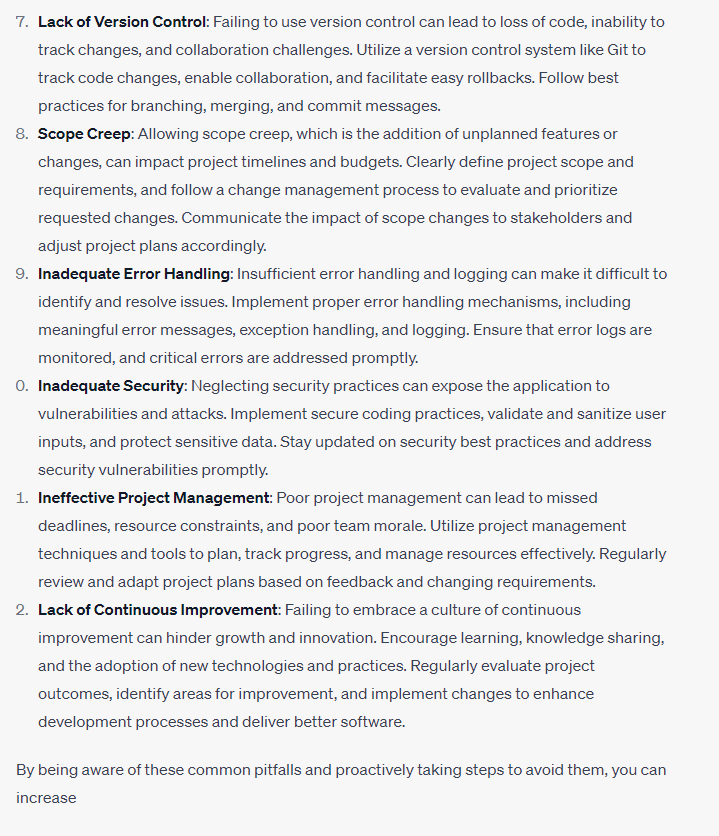 7. Lack of Version Control: Failing to use version control can lead to loss of code, inability to
track changes, and collaboration challenges. Utilize a version control system like Git to
track code changes, enable collaboration, and facilitate easy rollbacks. Follow best
practices for branching, merging, and commit messages.
8. Scope Creep: Allowing scope creep, which is the addition of unplanned features or
changes, can impact project timelines and budgets. Clearly define project scope and
requirements, and follow a change management process to evaluate and prioritize
requested changes. Communicate the impact of scope changes to stakeholders and
adjust project plans accordingly.
9. Inadequate Error Handling: Insufficient error handling and logging can make it difficult to
identify and resolve issues. Implement proper error handling mechanisms, including
meaningful error messages, exception handling, and logging. Ensure that error logs are
monitored, and critical errors are addressed promptly.
0. Inadequate Security: Neglecting security practices can expose the application to
vulnerabilities and attacks. Implement secure coding practices, validate and sanitize user
inputs, and protect sensitive data. Stay updated on security best practices and address
security vulnerabilities promptly.
1. Ineffective Project Management: Poor project management can lead to missed
deadlines, resource constraints, and poor team morale. Utilize project management
techniques and tools to plan, track progress, and manage resources effectively. Regularly
review and adapt project plans based on feedback and changing requirements.
2. Lack of Continuous Improvement: Failing to embrace a culture of continuous
improvement can hinder growth and innovation. Encourage learning, knowledge sharing,
and the adoption of new technologies and practices. Regularly evaluate project
outcomes, identify areas for improvement, and implement changes to enhance
development processes and deliver better software.
By being aware of these common pitfalls and proactively taking steps to avoid them, you can
increase